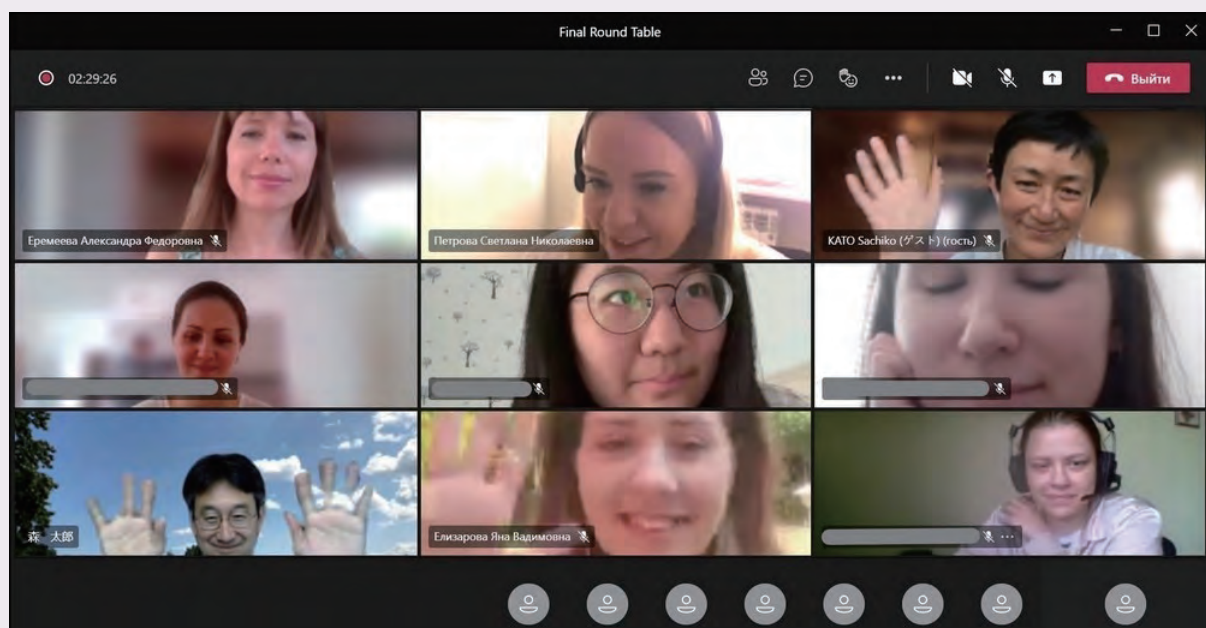 Final Round Table
02:29:26
Выйти
Еремеева Александра Федоровна
Петрова Светлана Николаевна
KATO Sachiko (ゲスト) (гость)
森 太郎
Елизарова Яна Вадимовна